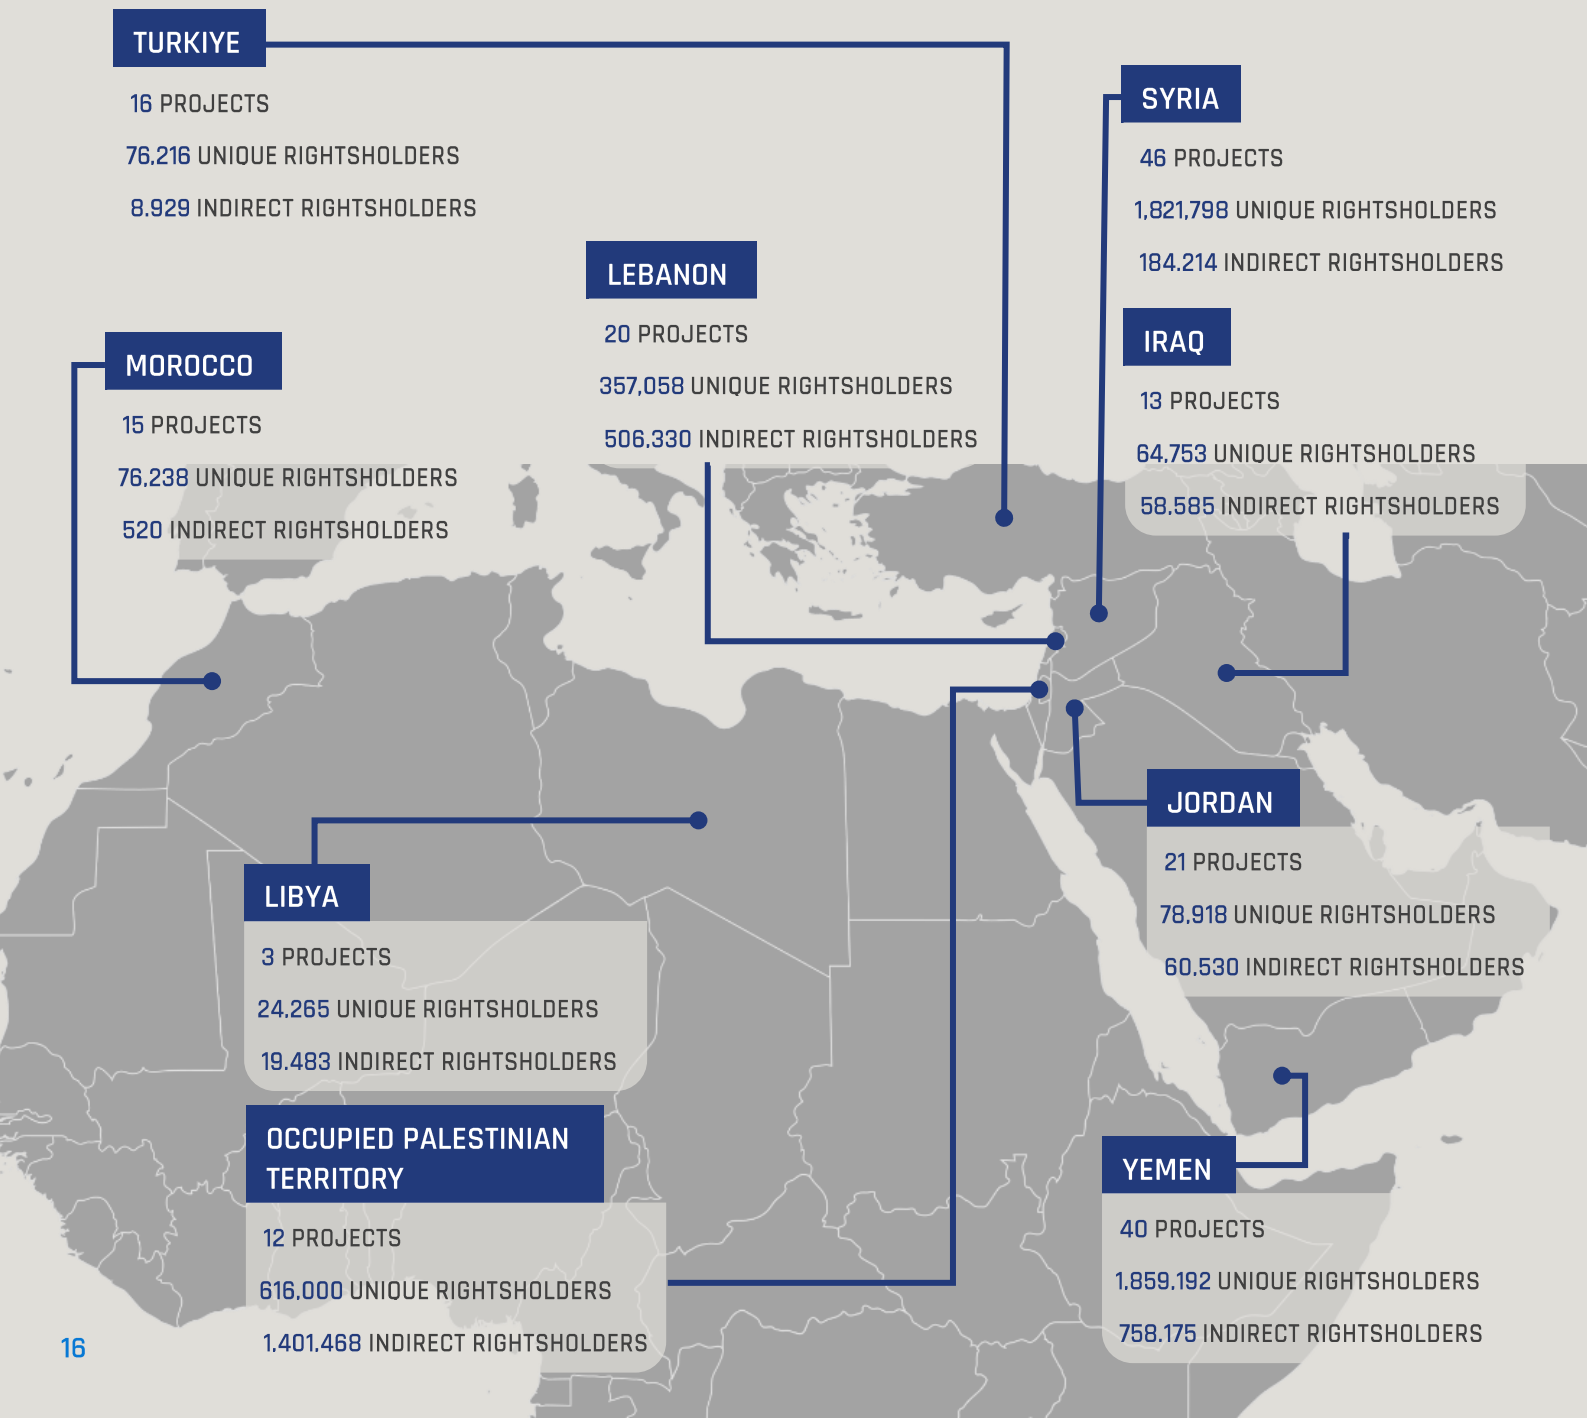 TURKIYE
16 PROJECTS
76,216 UNIQUE RIGHTSHOLDERS
8.929 INDIRECT RIGHTSHOLDERS
SYRIA
46 PROJECTS
1,821,798 UNIQUE RIGHTSHOLDERS
184.214 INDIRECT RIGHTSHOLDERS
LEBANON
20 PROJECTS
357,058 UNIQUE RIGHTSHOLDERS
506,330 INDIRECT RIGHTSHOLDERS
IRAQ
13 PROJECTS
64,753 UNIQUE RIGHTSHOLDERS
58,585 INDIRECT RIGHTSHOLDERS
MOROCCO
15 PROJECTS
76,238 UNIQUE RIGHTSHOLDERS
520 INDIRECT RIGHTSHOLDERS
JORDAN
21 PROJECTS
78,918 UNIQUE RIGHTSHOLDERS
60,530 INDIRECT RIGHTSHOLDERS
LIBYA
3 PROJECTS
24,265 UNIQUE RIGHTSHOLDERS
19.483 INDIRECT RIGHTSHOLDERS
OCCUPIED PALESTINIAN
TERRITORY
12 PROJECTS
616,000 UNIQUE RIGHTSHOLDERS
1,401,468 INDIRECT RIGHTSHOLDERS
YEMEN
40 PROJECTS
1,859,192 UNIQUE RIGHTSHOLDERS
758.175 INDIRECT RIGHTSHOLDERS
16